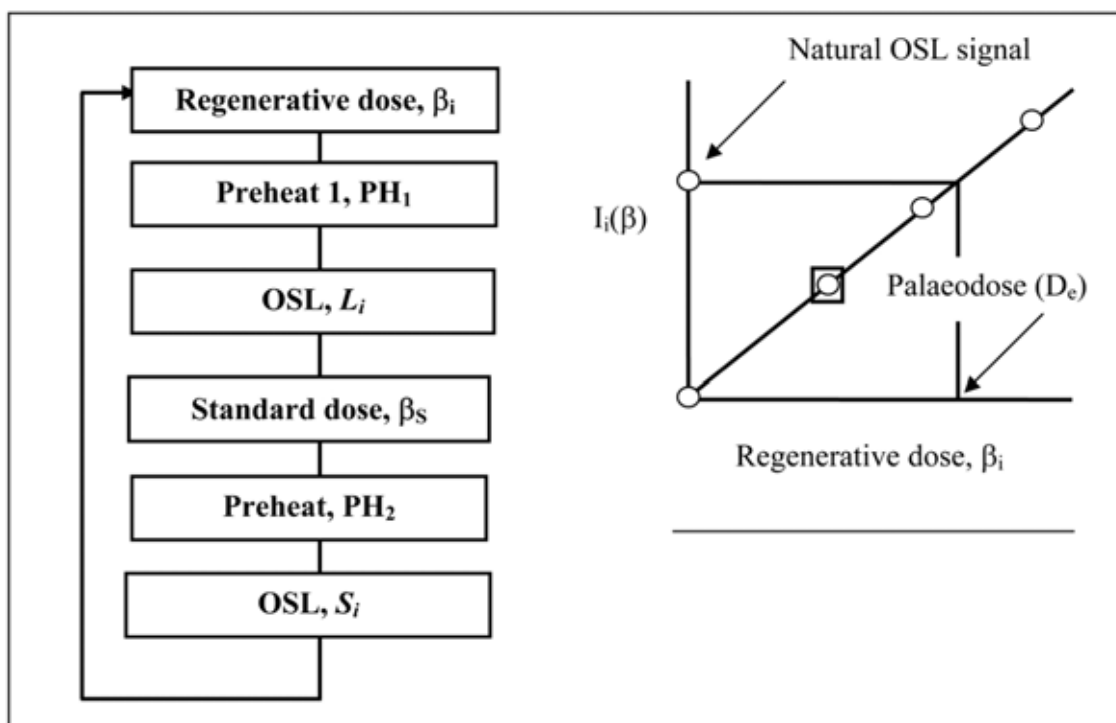 Regenerative dose, βᵢ
Preheat 1, PH₁
OSL, Lᵢ
Standard dose, βₛ
Preheat, PH₂
OSL, Sᵢ
Natural OSL signal
Iᵢ(β)
Palaeodose (Dₑ)
Regenerative dose, βᵢ